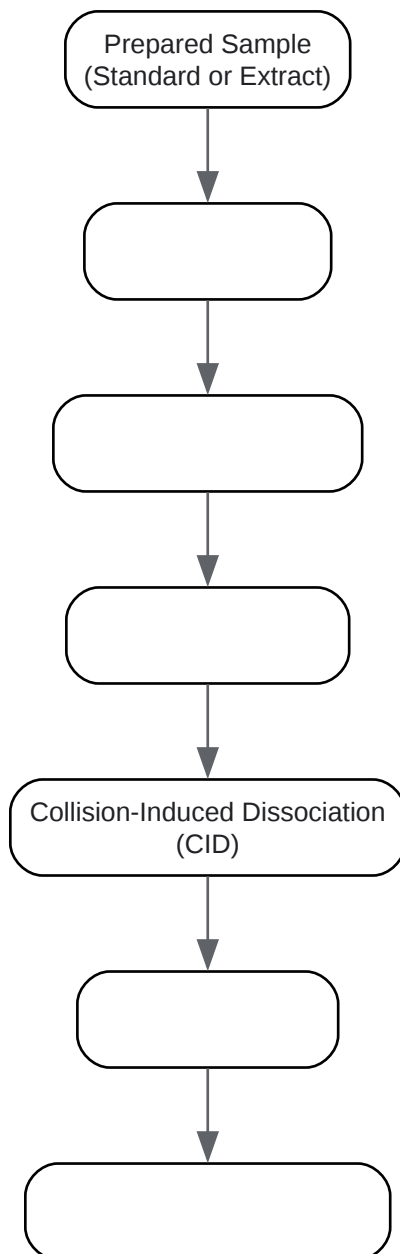 Prepared Sample
(Standard or Extract)
Collision-Induced Dissociation
(CID)